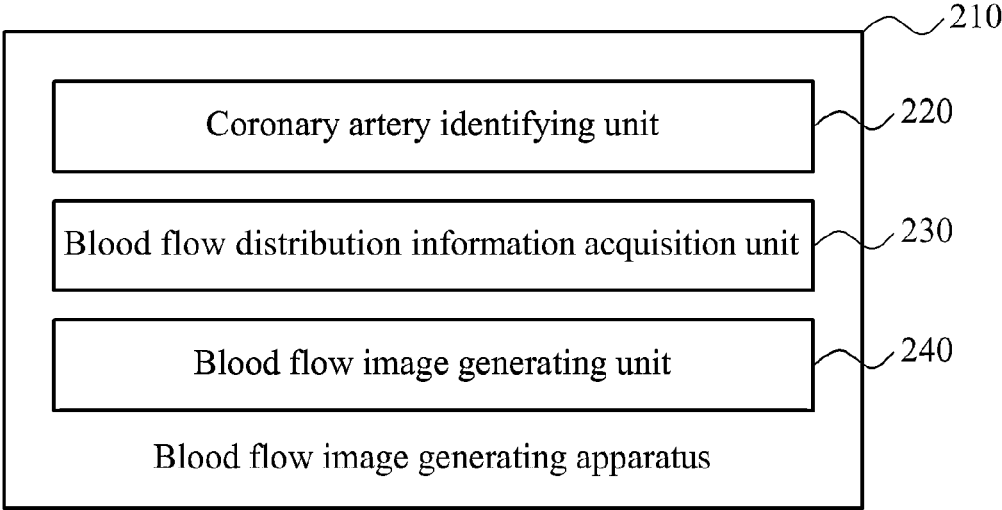 210
Coronary artery identifying unit
220
Blood flow distribution information acquisition unit
230
Blood flow image generating unit
240
Blood flow image generating apparatus